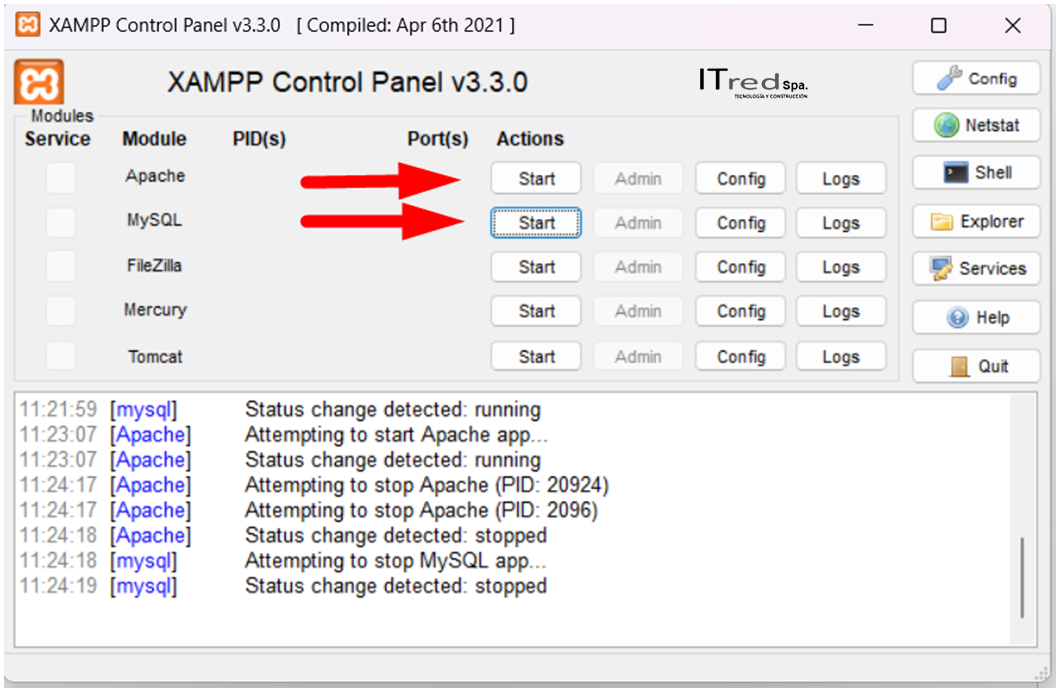 XAMPP Control Panel v3.3.0 [ Compiled: Apr 6th 2021 ]
XAMPP Control Panel v3.3.0
ITred Spa.
TECNOLOGÍA Y CONSTRUCCIÓN
Config
Modules
Service Module PID(s) Port(s) Actions
Netstat
Apache Start Admin Config Logs
Shell
MySQL Start Admin Config Logs
Explorer
FileZilla Start Admin Config Logs
Services
Mercury Start Admin Config Logs
Help
Tomcat Start Admin Config Logs
Quit
11:21:59 [mysql] Status change detected: running
11:23:07 [Apache] Attempting to start Apache app...
11:23:07 [Apache] Status change detected: running
11:24:17 [Apache] Attempting to stop Apache (PID: 20924)
11:24:17 [Apache] Attempting to stop Apache (PID: 2096)
11:24:18 [Apache] Status change detected: stopped
11:24:18 [mysql] Attempting to stop MySQL app...
11:24:19 [mysql] Status change detected: stopped